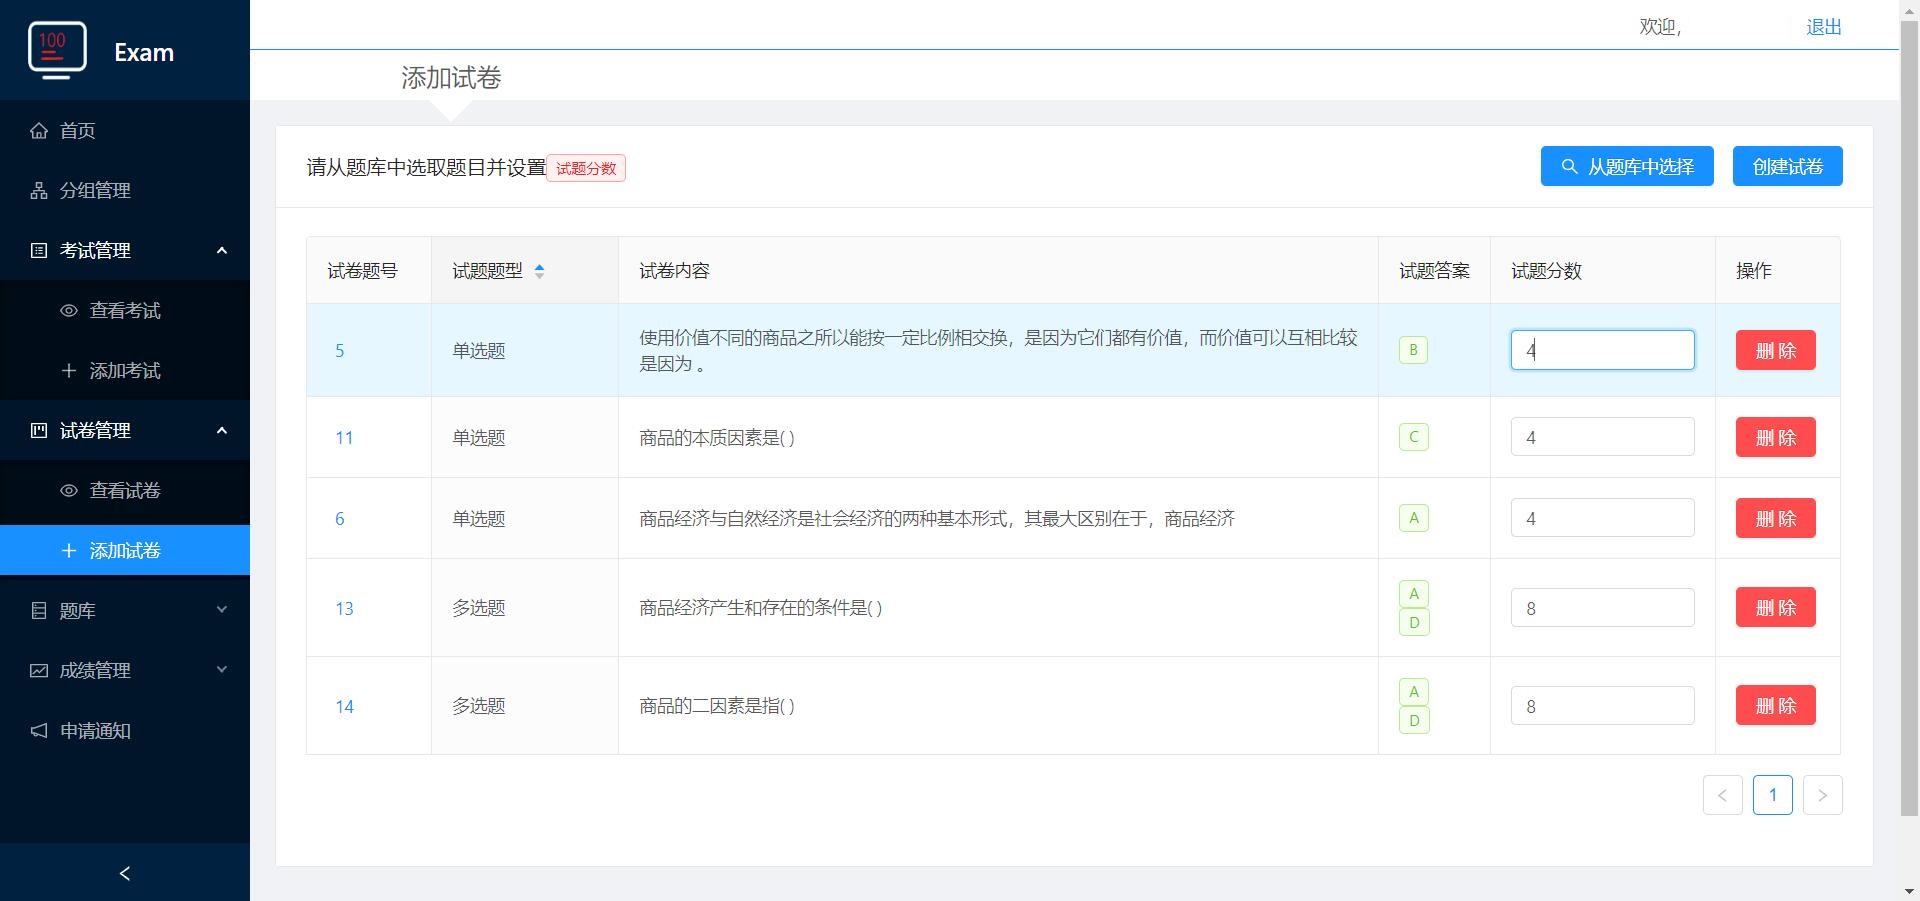 100
Exam
欢迎,
退出
添加试卷
首页
分组管理
考试管理
查看考试
添加考试
试卷管理
查看试卷
添加试卷
题库
成绩管理
申请通知
请从题库中选取题目并设置 试题分数
从题库中选择
创建试卷
试卷题号 试题题型 试卷内容 试题答案 试题分数 操作
5 单选题 使用价值不同的商品之所以能按一定比例相交换，是因为它们都有价值，而价值可以互相比较 B 4 删 除
是因为 。
11 单选题 商品的本质因素是( ) C 4 删 除
6 单选题 商品经济与自然经济是社会经济的两种基本形式，其最大区别在于，商品经济 A 4 删 除
13 多选题 商品经济产生和存在的条件是( ) A 8 删 除
D
14 多选题 商品的二因素是指( ) A 8 删 除
D
< 1 >
<